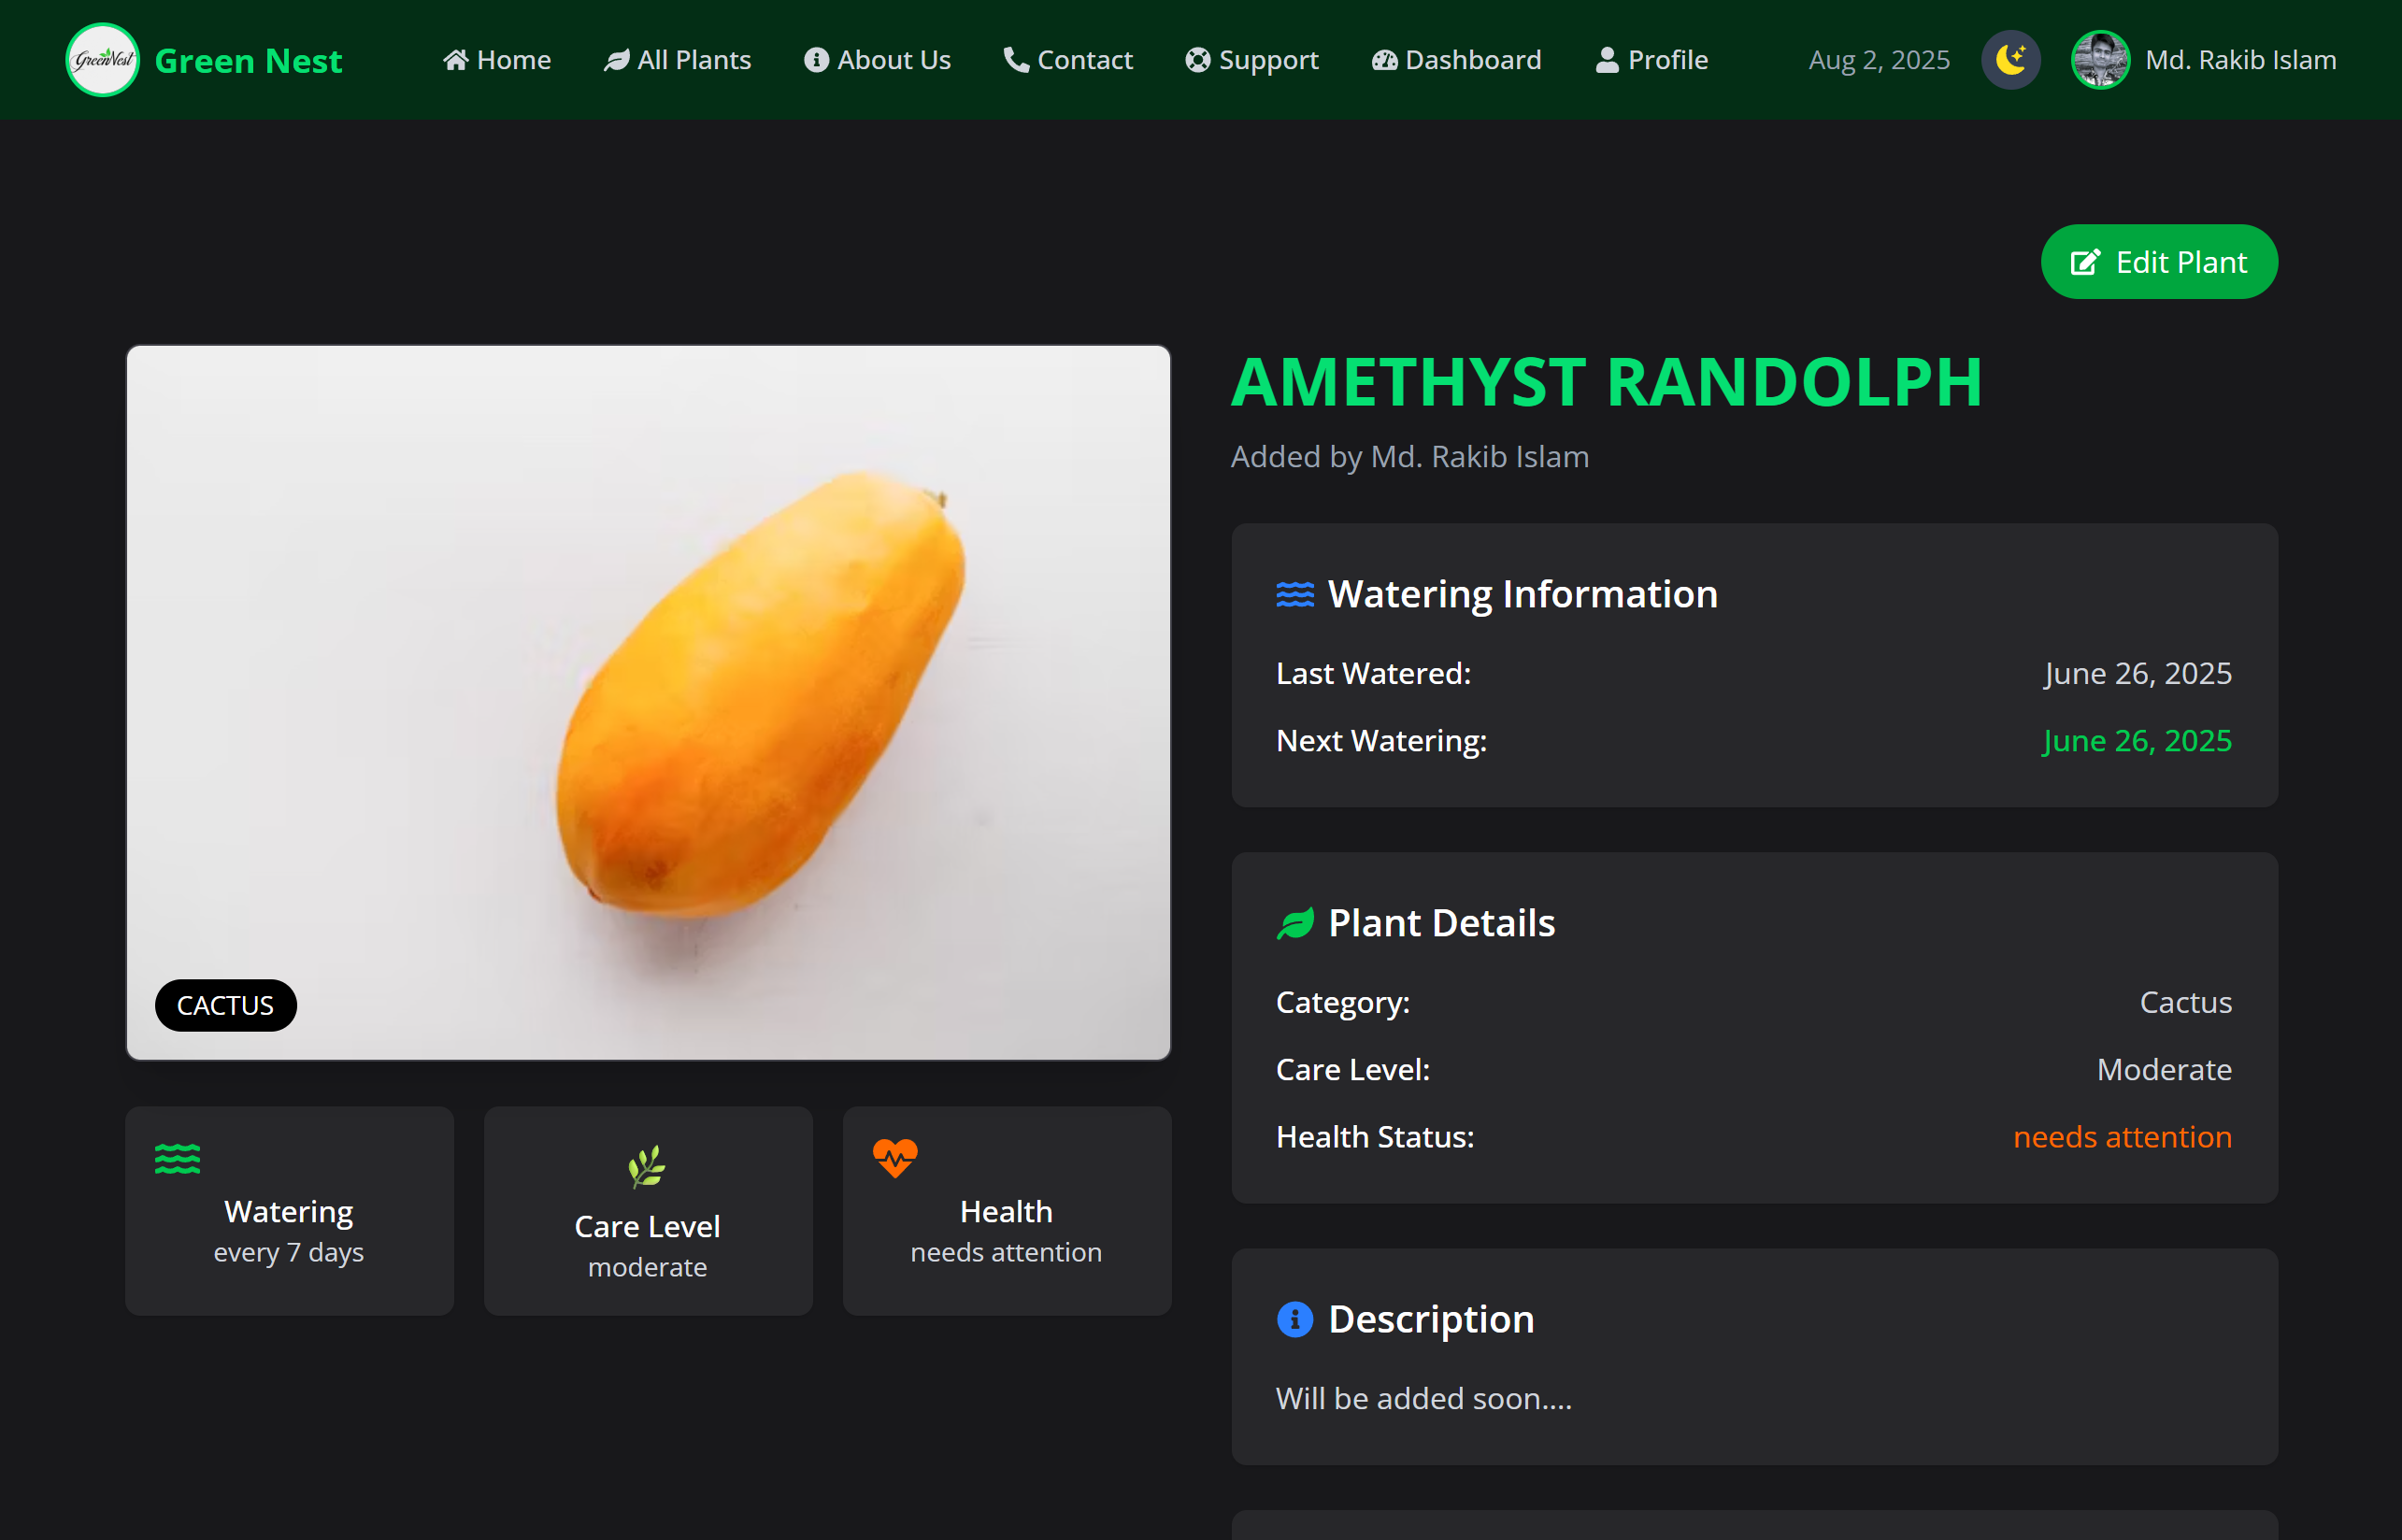 GreenNest
Green Nest
Home
All Plants
About Us
Contact
Support
Dashboard
Profile
Aug 2, 2025
Md. Rakib Islam
Edit Plant
CACTUS
Watering
every 7 days
Care Level
moderate
Health
needs attention
AMETHYST RANDOLPH
Added by Md. Rakib Islam
Watering Information
Last Watered: June 26, 2025
Next Watering: June 26, 2025
Plant Details
Category: Cactus
Care Level: Moderate
Health Status: needs attention
Description
Will be added soon....